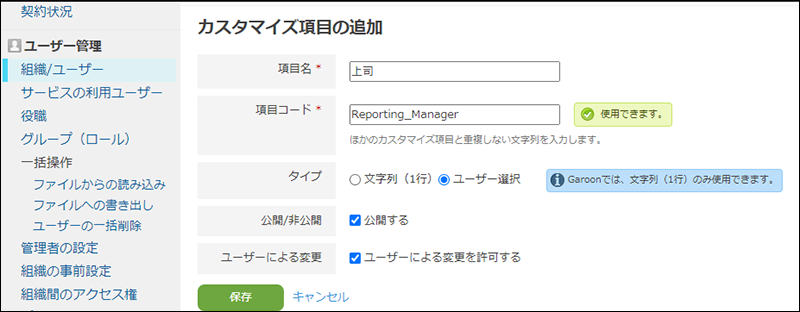 契約状況
ユーザー管理
組織/ユーザー
サービスの利用ユーザー
役職
グループ（ロール）
一括操作
ファイルからの読み込み
ファイルへの書き出し
ユーザーの一括削除
管理者の設定
組織の事前設定
組織間のアクセス権
カスタマイズ項目の追加
項目名 *
上司
項目コード *
Reporting_Manager
使用できます。
ほかのカスタマイズ項目と重複しない文字列を入力します。
タイプ
文字列（1行） ユーザー選択
Garoonでは、文字列（1行）のみ使用できます。
公開/非公開
公開する
ユーザーによる変更
ユーザーによる変更を許可する
保存
キャンセル